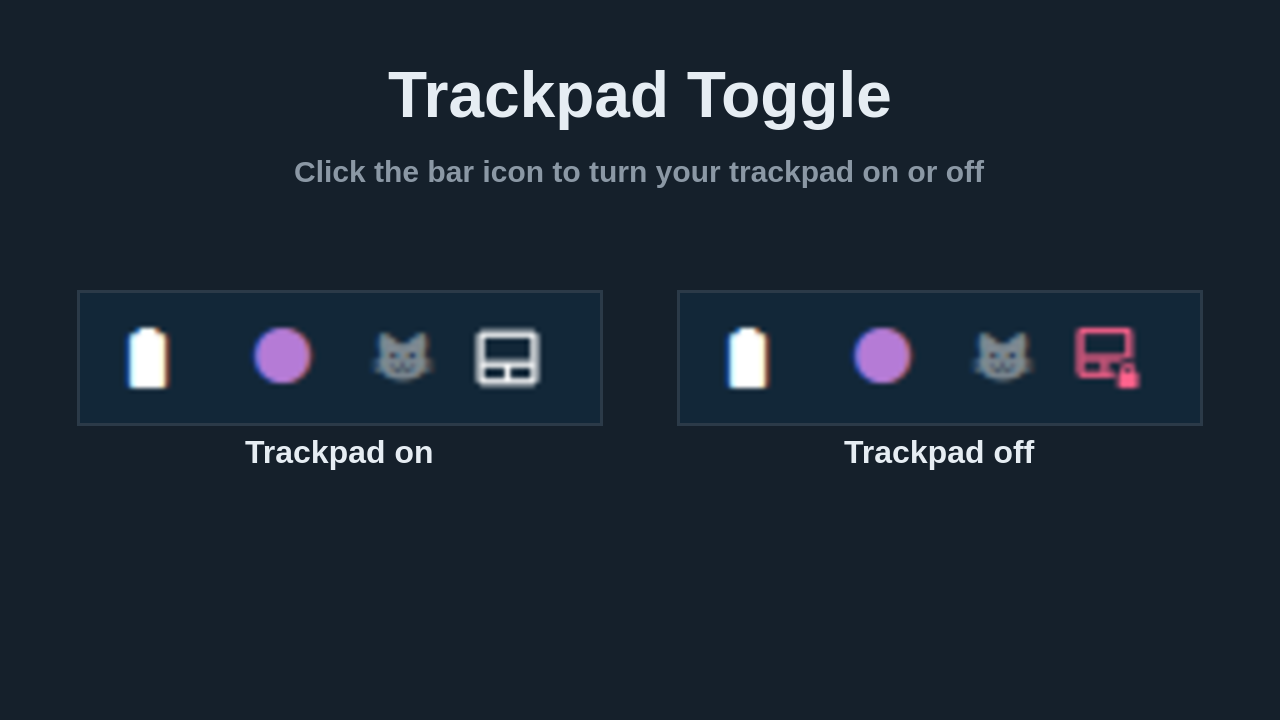 Trackpad Toggle
Click the bar icon to turn your trackpad on or off
Trackpad on
Trackpad off